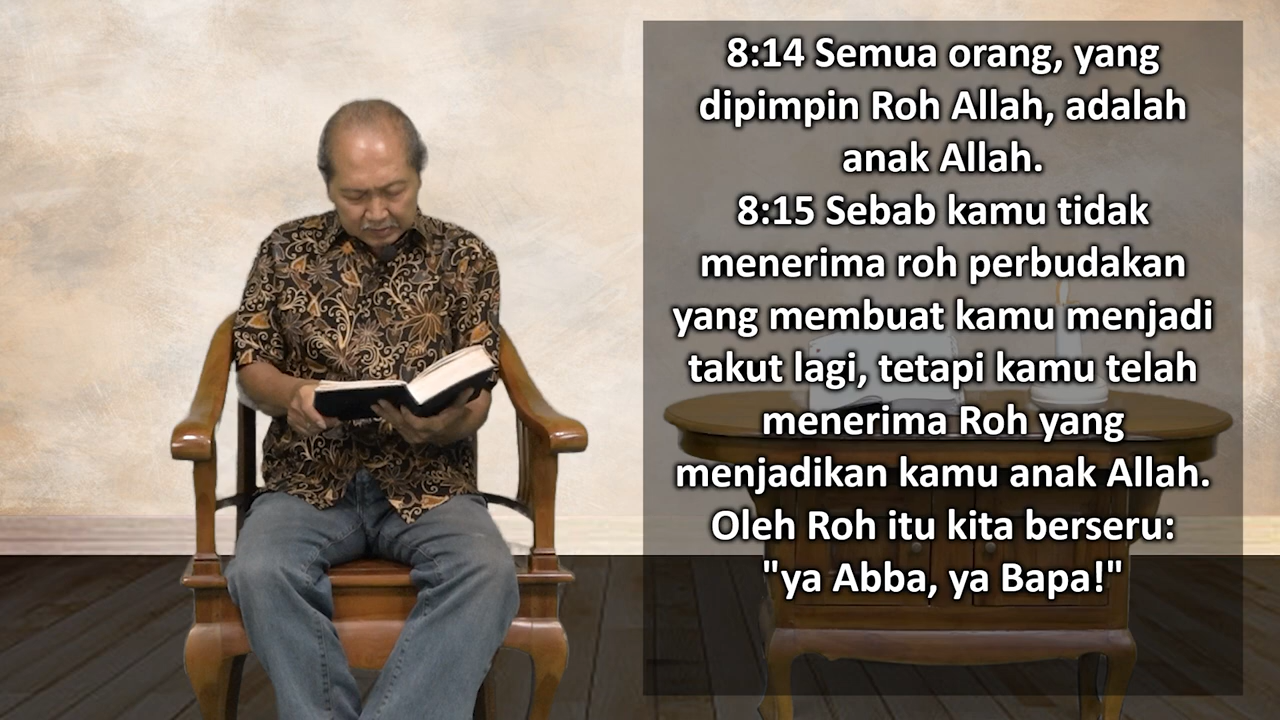 8:14 Semua orang, yang
dipimpin Roh Allah, adalah
anak Allah.
8:15 Sebab kamu tidak
menerima roh perbudakan
yang membuat kamu menjadi
takut lagi, tetapi kamu telah
menerima Roh yang
menjadikan kamu anak Allah.
Oleh Roh itu kita berseru:
"ya Abba, ya Bapa!"